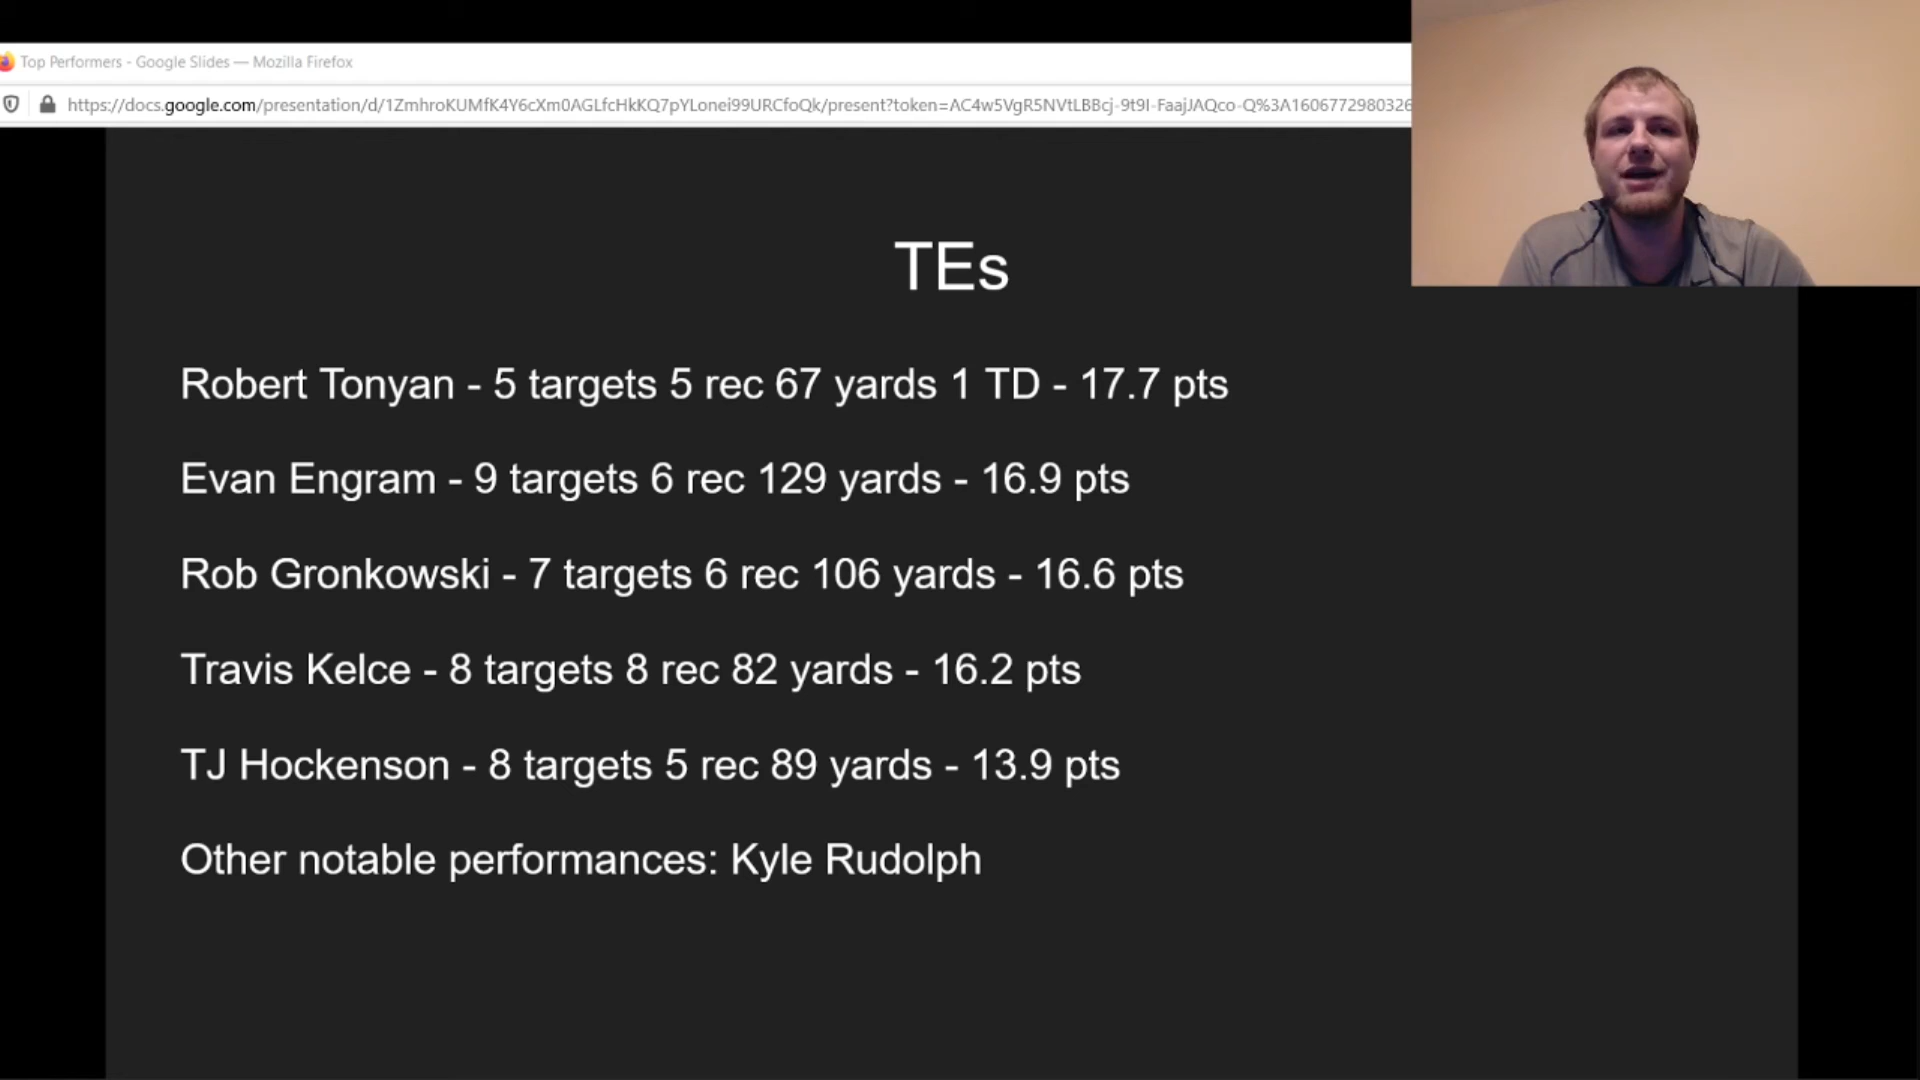 Top Performers - Google Slides — Mozilla Firefox
https://docs.google.com/presentation/d/1ZmhroKUMfK4Y6cXm0AGLfcHkKQ7pYLonei99URCfoQk/present?token=AC4w5VgR5NVtLBBcj-9t9I-FaajJAQco-Q%3A1606772980326
TEs
Robert Tonyan - 5 targets 5 rec 67 yards 1 TD - 17.7 pts
Evan Engram - 9 targets 6 rec 129 yards - 16.9 pts
Rob Gronkowski - 7 targets 6 rec 106 yards - 16.6 pts
Travis Kelce - 8 targets 8 rec 82 yards - 16.2 pts
TJ Hockenson - 8 targets 5 rec 89 yards - 13.9 pts
Other notable performances: Kyle Rudolph